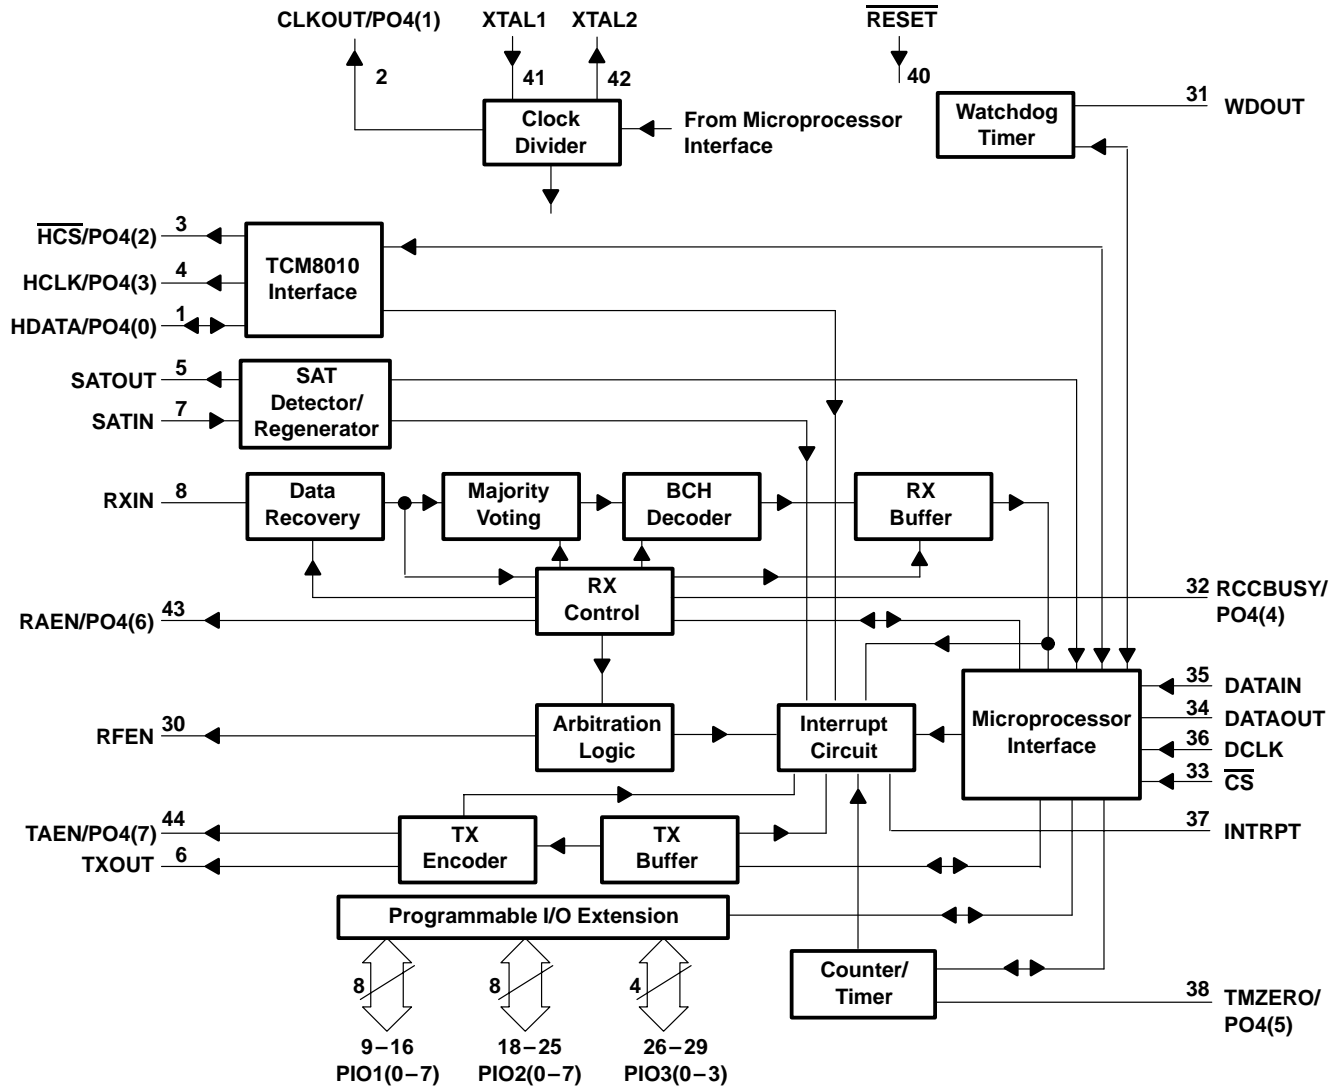 CLKOUT/PO4(1)
XTAL1
XTAL2
RESET
2
41
42
40
Clock
Divider
From Microprocessor
Interface
Watchdog
Timer
31
WDOUT
HCS/PO4(2)
3
HCLK/PO4(3)
4
HDATA/PO4(0)
1
TCM8010
Interface
SATOUT
5
SATIN
7
SAT
Detector/
Regenerator
RXIN
8
Data
Recovery
Majority
Voting
BCH
Decoder
RX
Buffer
RX
Control
32
RCCBUSY/
PO4(4)
RAEN/PO4(6)
43
RFEN
30
Arbitration
Logic
Interrupt
Circuit
Microprocessor
Interface
35
DATAIN
34
DATAOUT
36
DCLK
33
CS
37
INTRPT
TAEN/PO4(7)
44
TXOUT
6
TX
Encoder
TX
Buffer
Programmable I/O Extension
8
8
4
9–16
PIO1(0–7)
18–25
PIO2(0–7)
26–29
PIO3(0–3)
Counter/
Timer
38
TMZERO/
PO4(5)